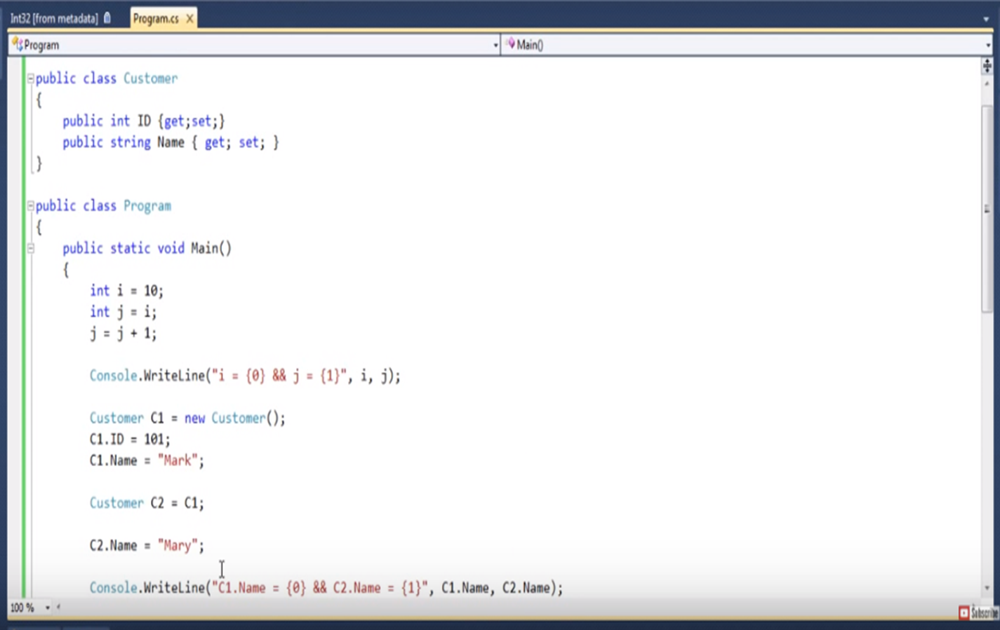 Int32 [from metadata] Program.cs X
Program Main()
public class Customer
{
public int ID {get;set;}
public string Name { get; set; }
}
public class Program
{
public static void Main()
{
int i = 10;
int j = i;
j = j + 1;
Console.WriteLine("i = {0} && j = {1}", i, j);
Customer C1 = new Customer();
C1.ID = 101;
C1.Name = "Mark";
Customer C2 = C1;
C2.Name = "Mary";
Console.WriteLine("C1.Name = {0} && C2.Name = {1}", C1.Name, C2.Name);
100 %
Subscribe